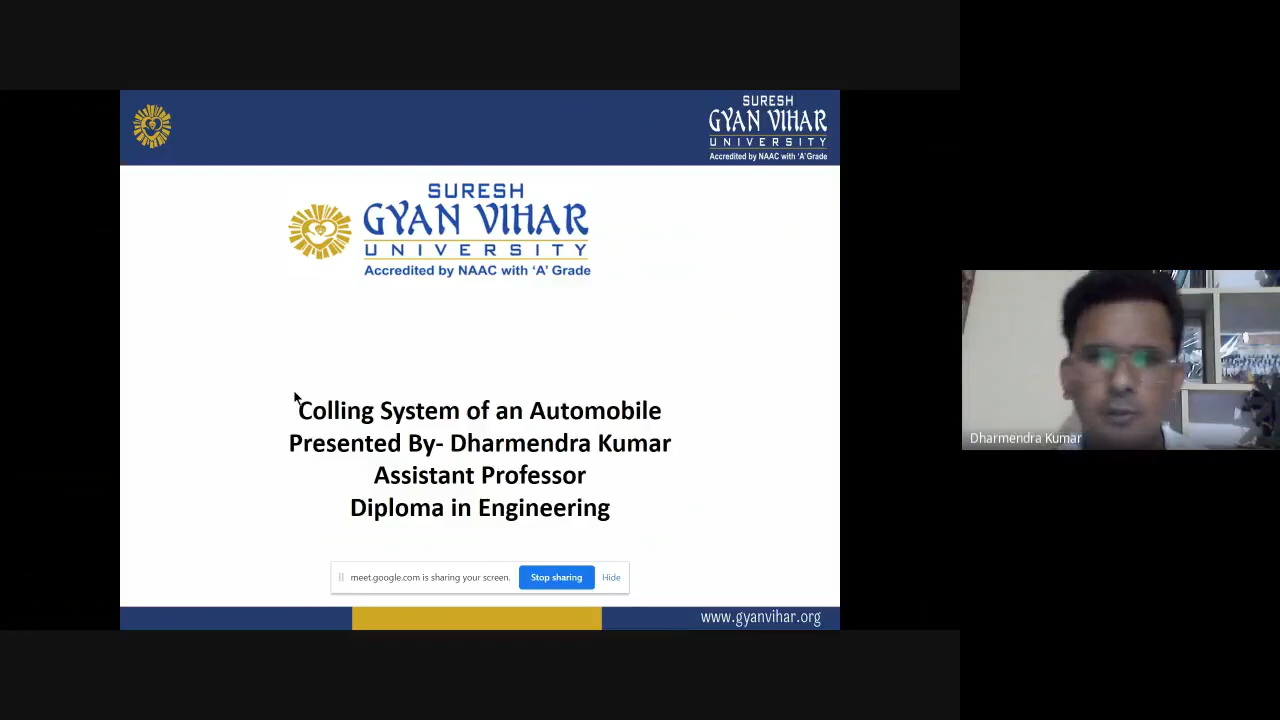 SURESH
GYAN VIHAR
UNIVERSITY
Accredited by NAAC with 'A' Grade
SURESH
GYAN VIHAR
UNIVERSITY
Accredited by NAAC with 'A' Grade
Colling System of an Automobile
Presented By- Dharmendra Kumar
Assistant Professor
Diploma in Engineering
meet.google.com is sharing your screen. Stop sharing Hide
www.gyanvihar.org
Dharmendra Kumar